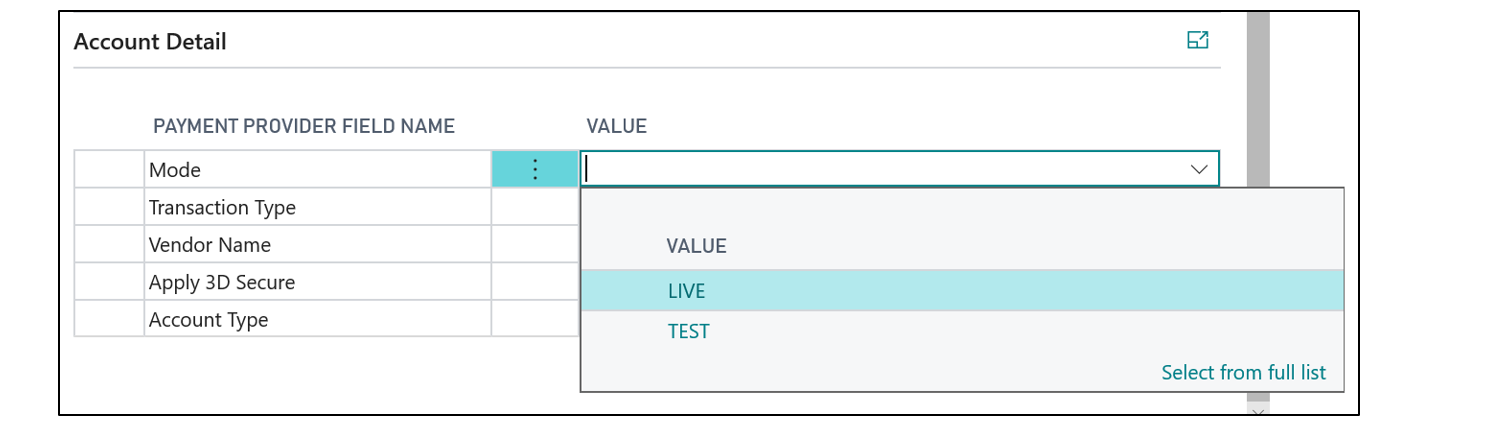 Account Detail
PAYMENT PROVIDER FIELD NAME VALUE
Mode
Transaction Type
Vendor Name
VALUE
Apply 3D Secure
LIVE
Account Type
TEST
Select from full list